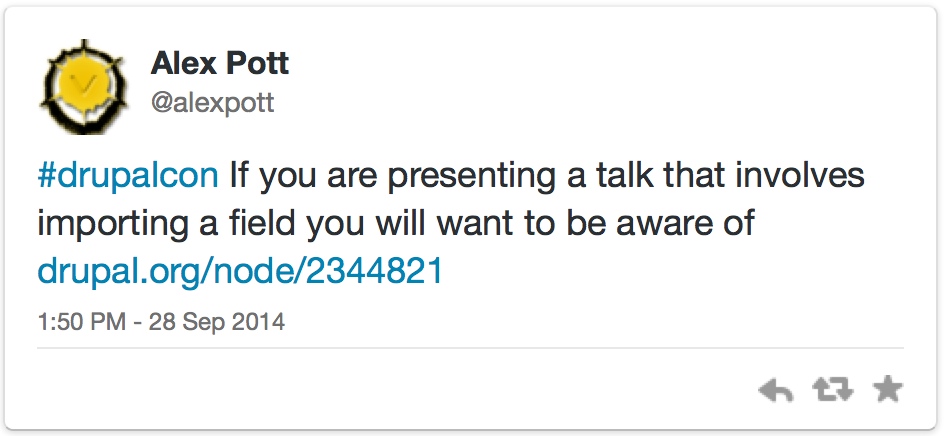 Alex Pott
@alexpott
#drupalcon If you are presenting a talk that involves
importing a field you will want to be aware of
drupal.org/node/2344821
1:50 PM - 28 Sep 2014